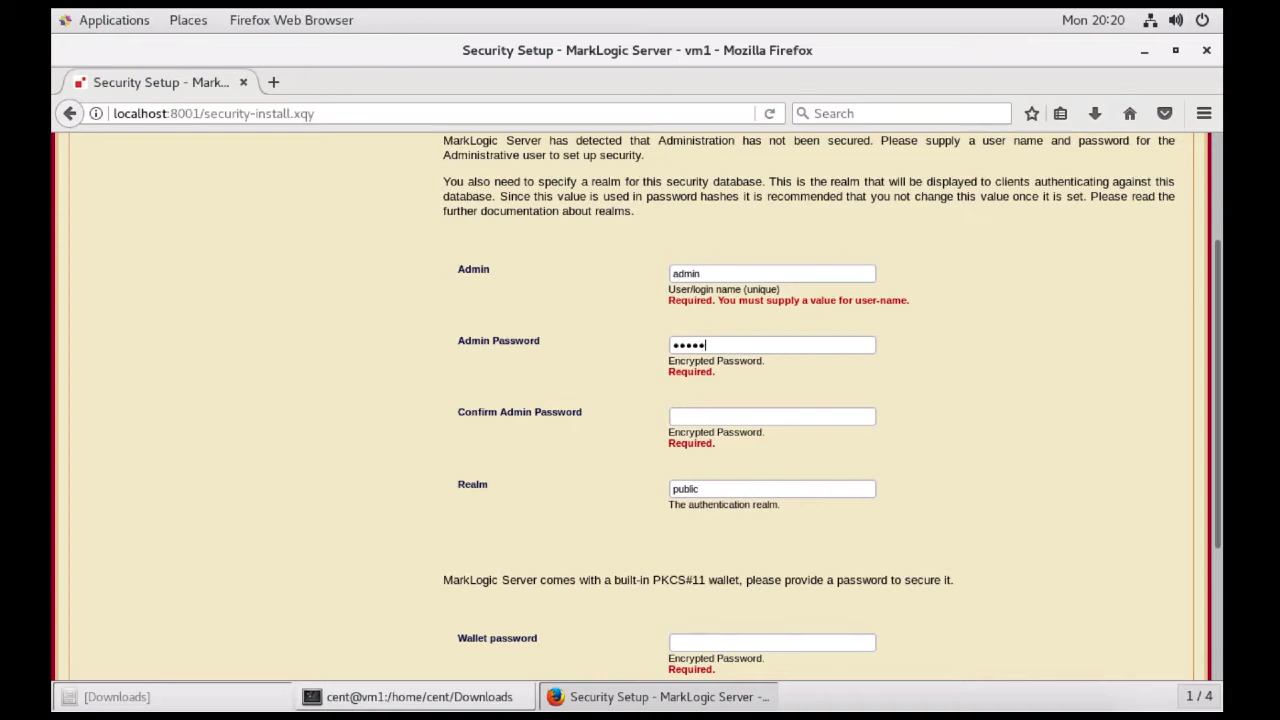 Applications Places Firefox Web Browser Mon 20:20
Security Setup - MarkLogic Server - vm1 - Mozilla Firefox
Security Setup - Mark...
localhost:8001/security-install.xqy Search
MarkLogic Server has detected that Administration has not been secured. Please supply a user name and password for the
Administrative user to set up security.
You also need to specify a realm for this security database. This is the realm that will be displayed to clients authenticating against this
database. Since this value is used in password hashes it is recommended that you not change this value once it is set. Please read the
further documentation about realms.
Admin admin
User/login name (unique)
Required. You must supply a value for user-name.
Admin Password •••••
Encrypted Password.
Required.
Confirm Admin Password
Encrypted Password.
Required.
Realm public
The authentication realm.
MarkLogic Server comes with a built-in PKCS#11 wallet, please provide a password to secure it.
Wallet password
Encrypted Password.
Required.
[Downloads] cent@vm1:/home/cent/Downloads Security Setup - MarkLogic Server -... 1 / 4